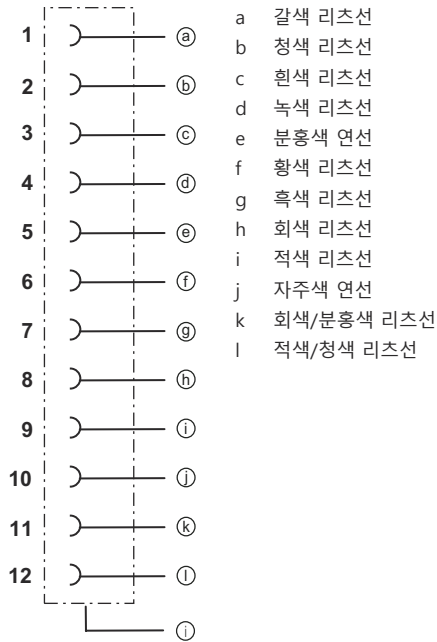 1 ⓐ
2 ⓑ
3 ⓒ
4 ⓓ
5 ⓔ
6 ⓕ
7 ⓖ
8 ⓗ
9 ⓘ
10 ⓙ
11 ⓚ
12 ⓛ
ⓘ
a 갈색 리츠선
b 청색 리츠선
c 흰색 리츠선
d 녹색 리츠선
e 분홍색 연선
f 황색 리츠선
g 흑색 리츠선
h 회색 리츠선
i 적색 리츠선
j 자주색 연선
k 회색/분홍색 리츠선
l 적색/청색 리츠선